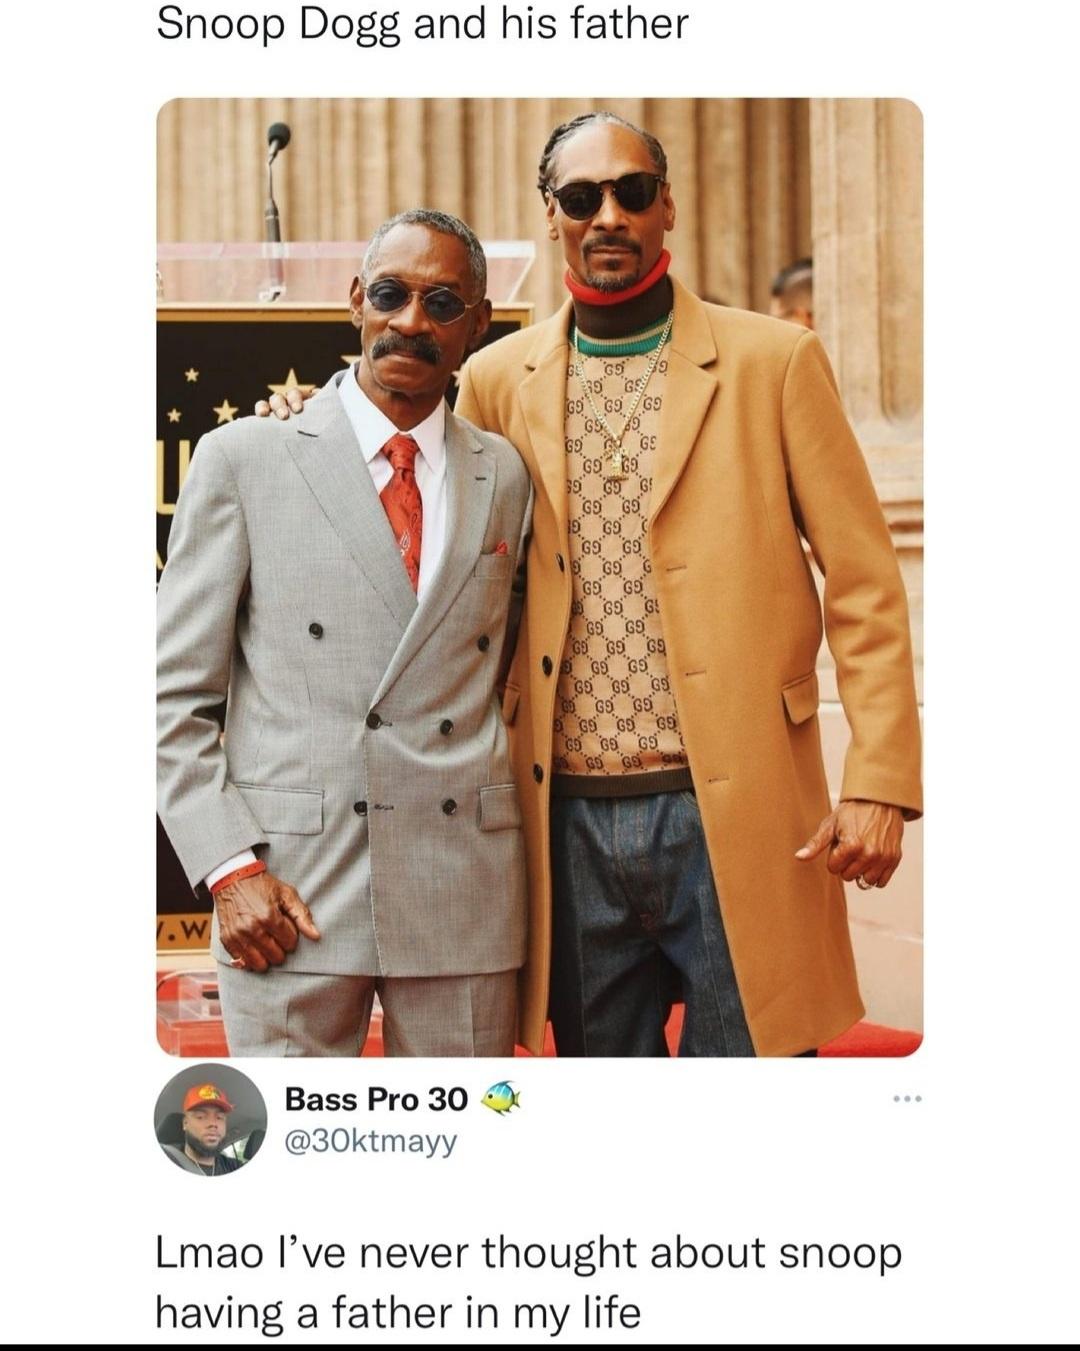 Snoop Dogg and his father
.W
Bass Pro 30
@30ktmayy
Lmao I’ve never thought about snoop
having a father in my life